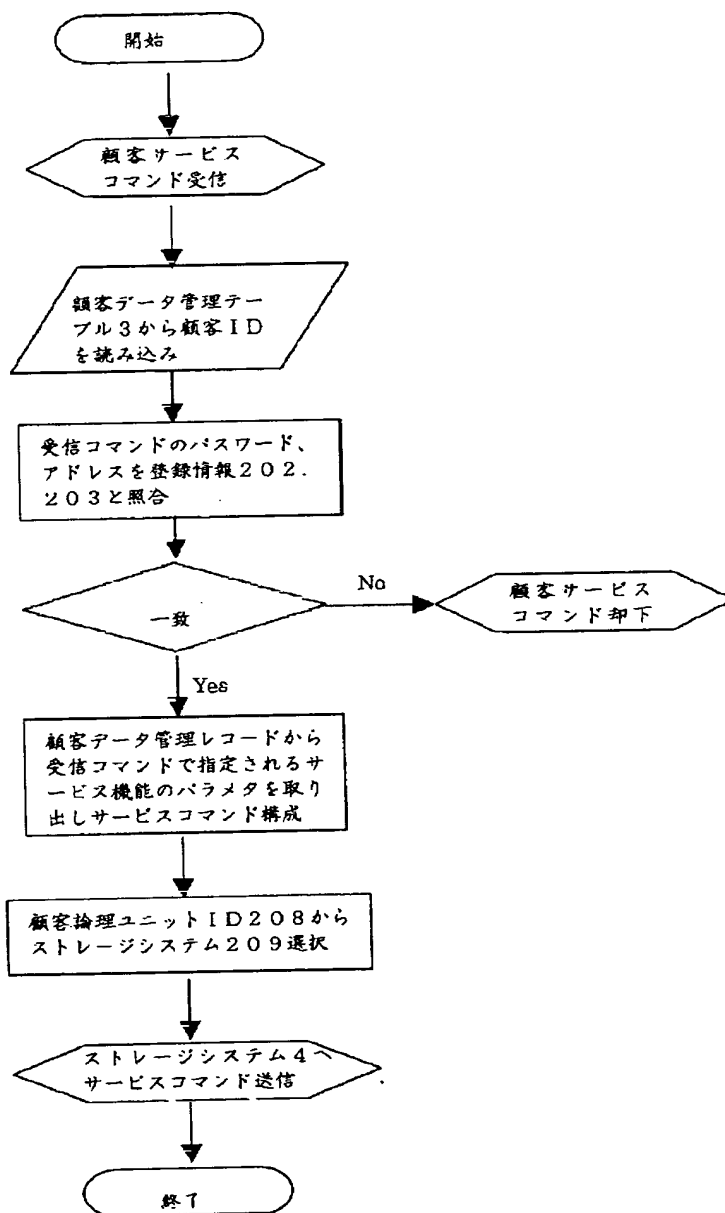 開始
顧客サービス
コマンド受信
顧客データ管理テー
ブル3から顧客ID
を読み込み
受信コマンドのパスワード、
アドレスを登録情報202.
203と照合
一致
No
顧客サービス
コマンド却下
Yes
顧客データ管理レコードから
受信コマンドで指定されるサ
ービス機能のパラメタを取り
出しサービスコマンド構成
顧客論理ユニットID208から
ストレージシステム209選択
ストレージシステム4へ
サービスコマンド送信
終了